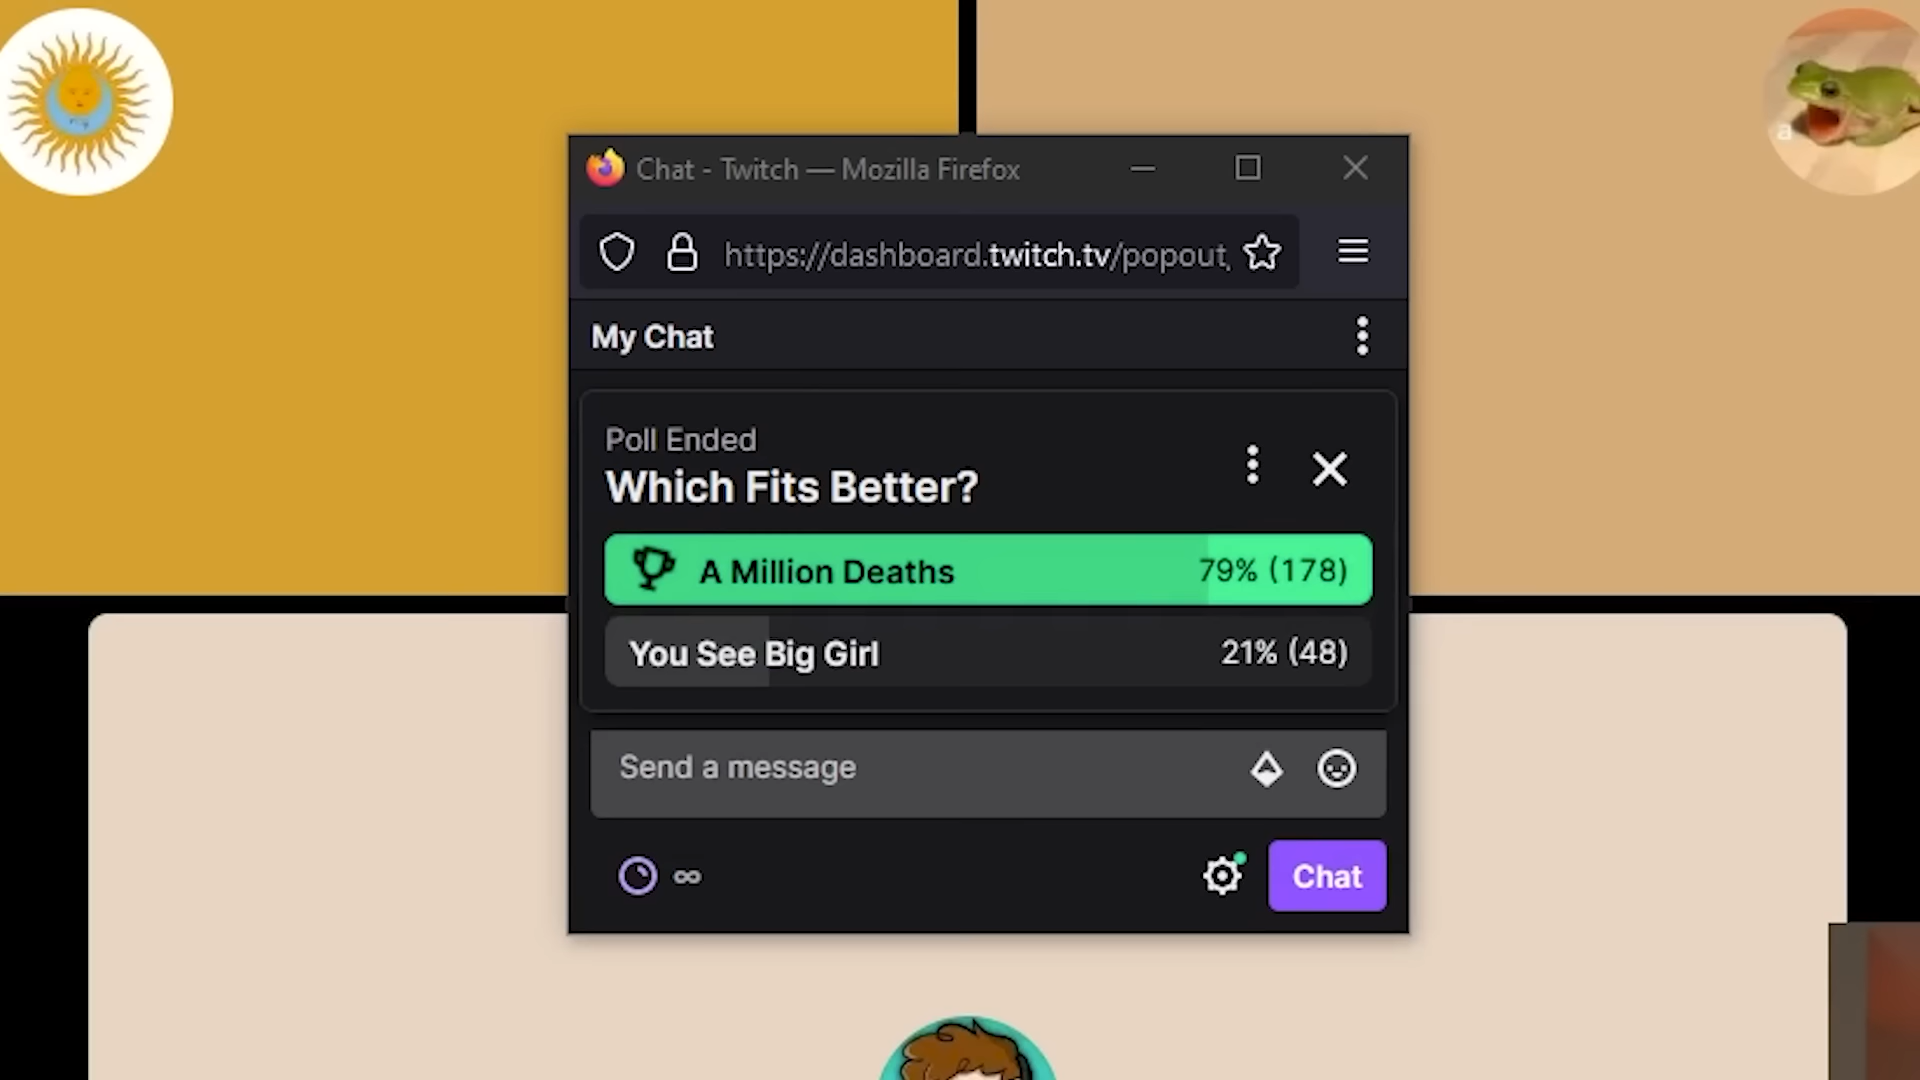 a
Chat - Twitch — Mozilla Firefox
https://dashboard.twitch.tv/popout
My Chat
Poll Ended
Which Fits Better?
A Million Deaths 79% (178)
You See Big Girl 21% (48)
Send a message
∞
Chat